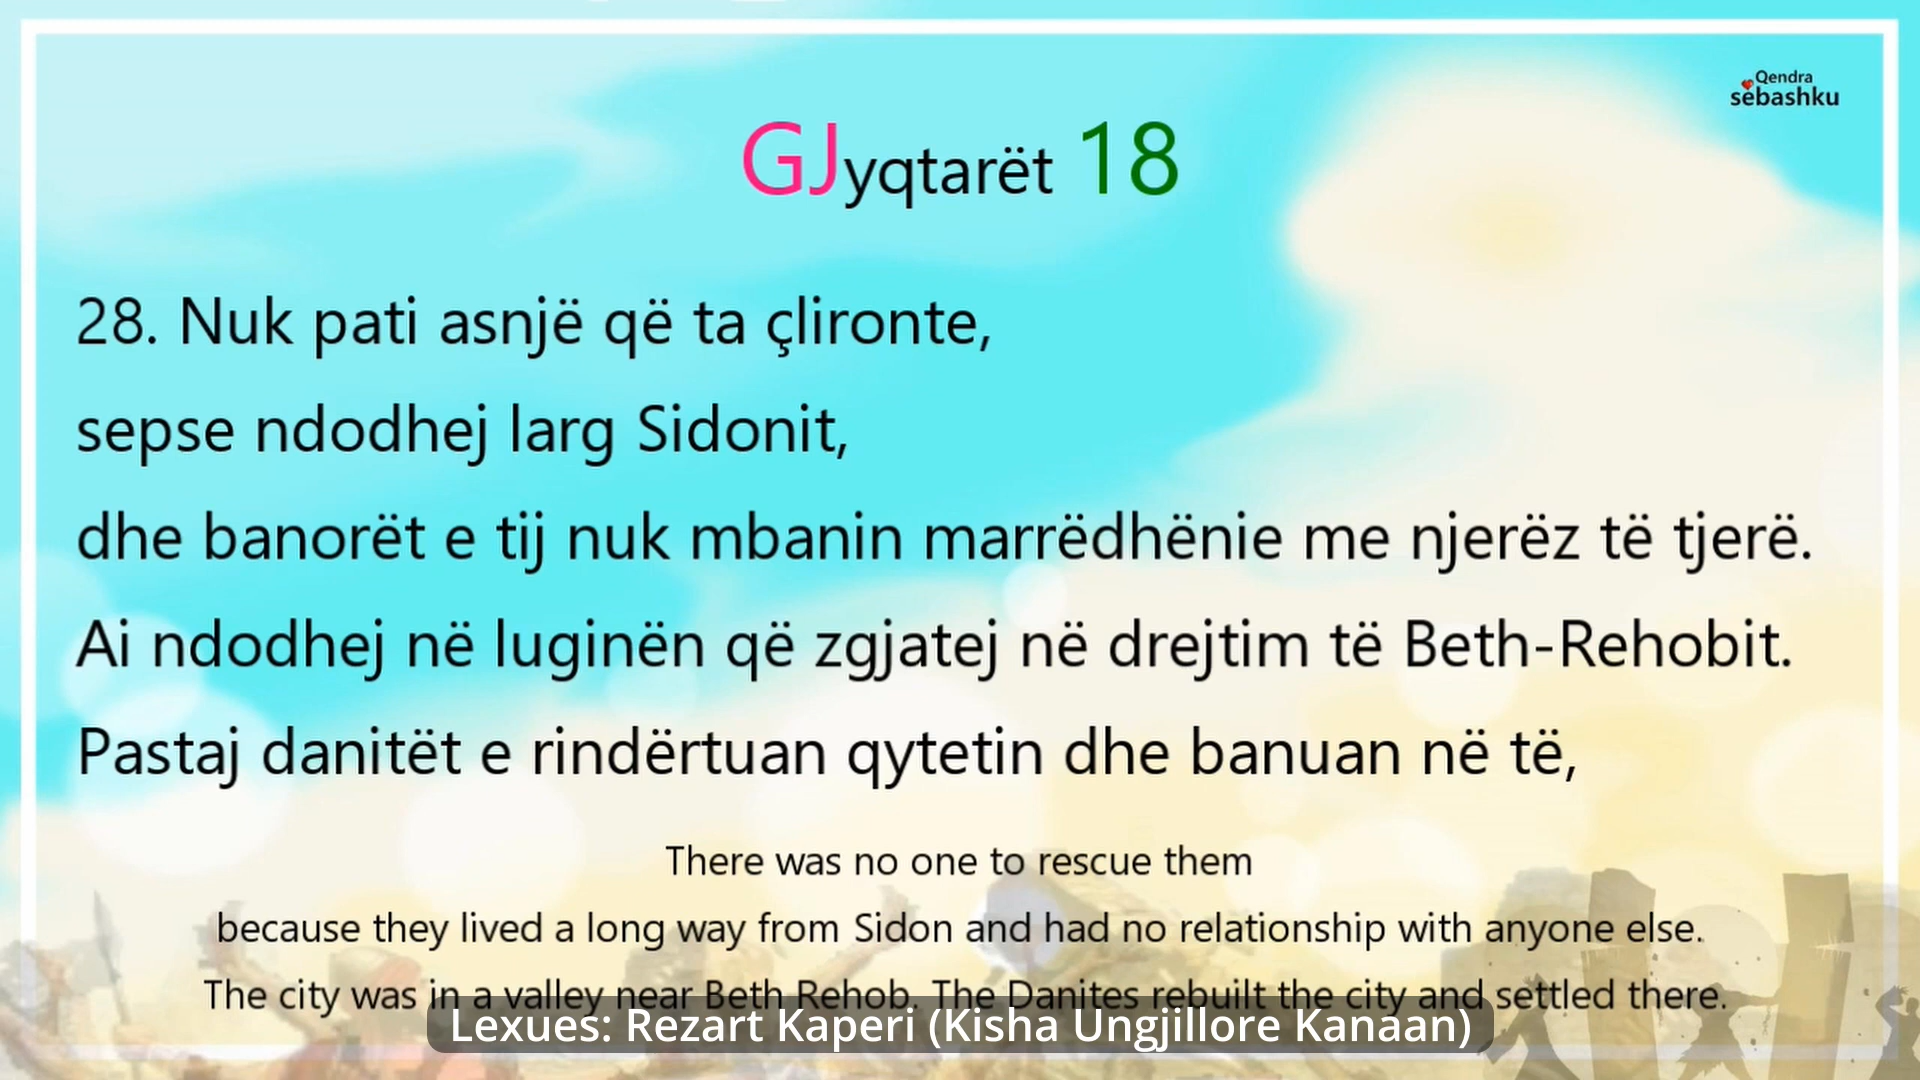 Qendra
sëbashku
GJyqtarët 18
28. Nuk pati asnjë që ta çlironte,
sepse ndodhej larg Sidonit,
dhe banorët e tij nuk mbanin marrëdhënie me njerëz të tjerë.
Ai ndodhej në luginën që zgjatej në drejtim të Beth-Rehobit.
Pastaj danitët e rindërtuan qytetin dhe banuan në të,
There was no one to rescue them
because they lived a long way from Sidon and had no relationship with anyone else.
The city was in a valley near Beth Rehob. The Danites rebuilt the city and settled there.
Lexues: Rezart Kaperi (Kisha Ungjillore Kanaan)